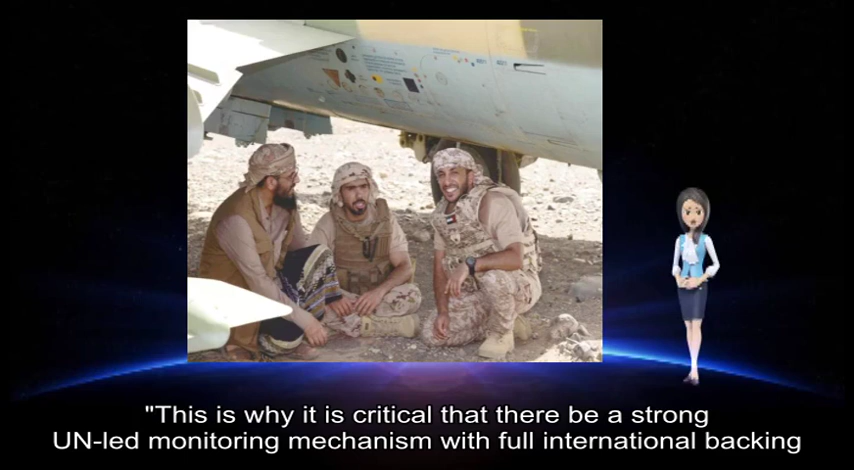 "This is why it is critical that there be a strong
UN-led monitoring mechanism with full international backing